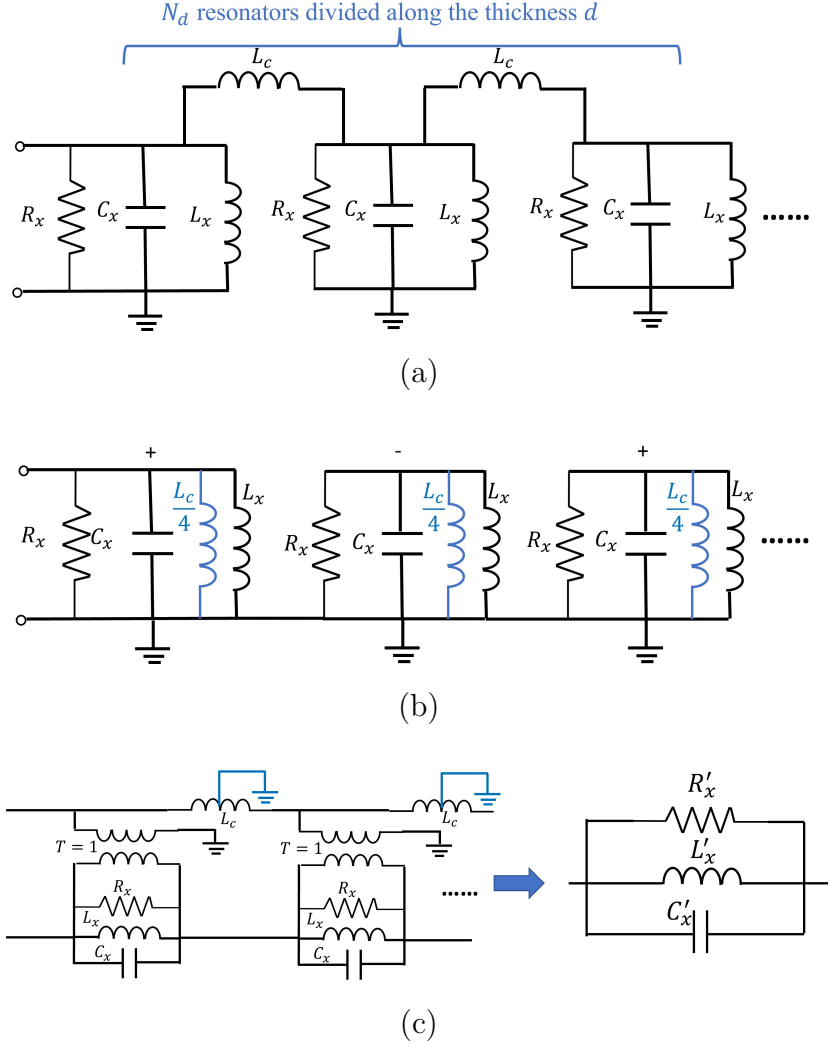 N_d resonators divided along the thickness d
L_c L_c
R_x C_x L_x R_x C_x L_x R_x C_x L_x ......
(a)
+ - +
R_x C_x L_c/4 L_x R_x C_x L_c/4 L_x R_x C_x L_c/4 L_x ......
(b)
L_c L_c
T = 1 T = 1
R_x R_x R'_x
L_x L_x ...... L'_x
C_x C_x C'_x
(c)